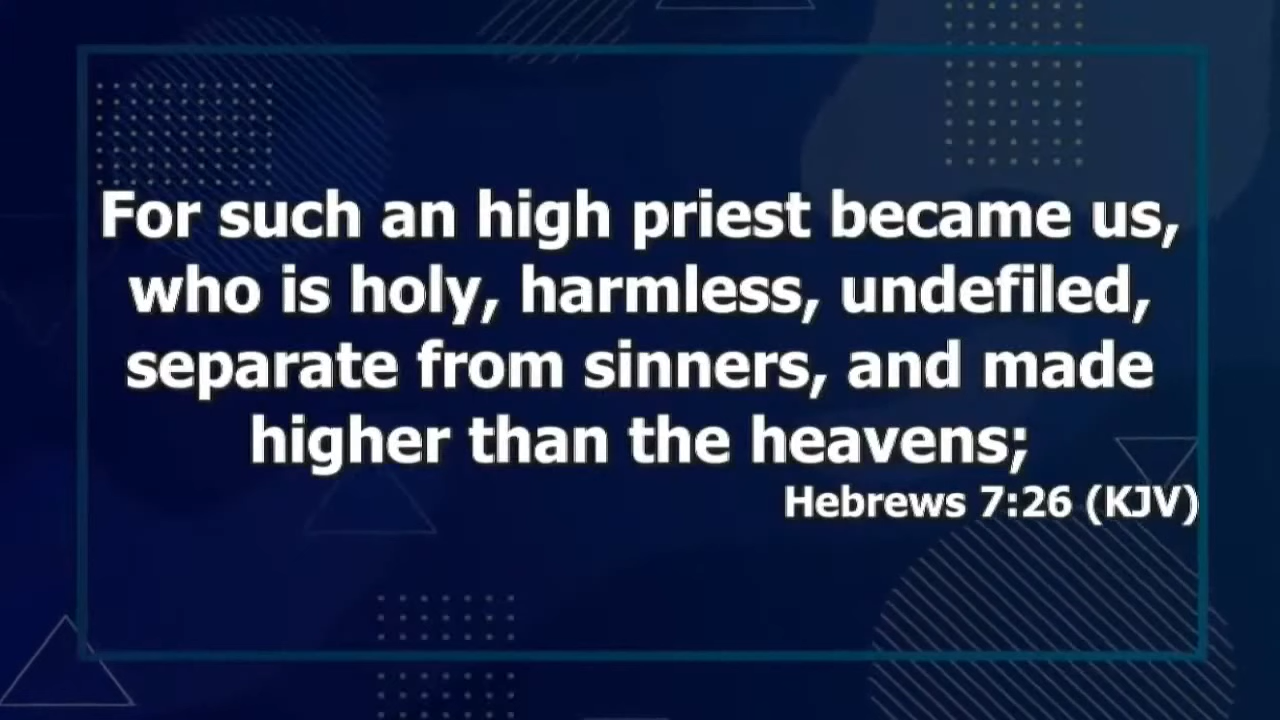 For such an high priest became us,
who is holy, harmless, undefiled,
separate from sinners, and made
higher than the heavens;
Hebrews 7:26 (KJV)